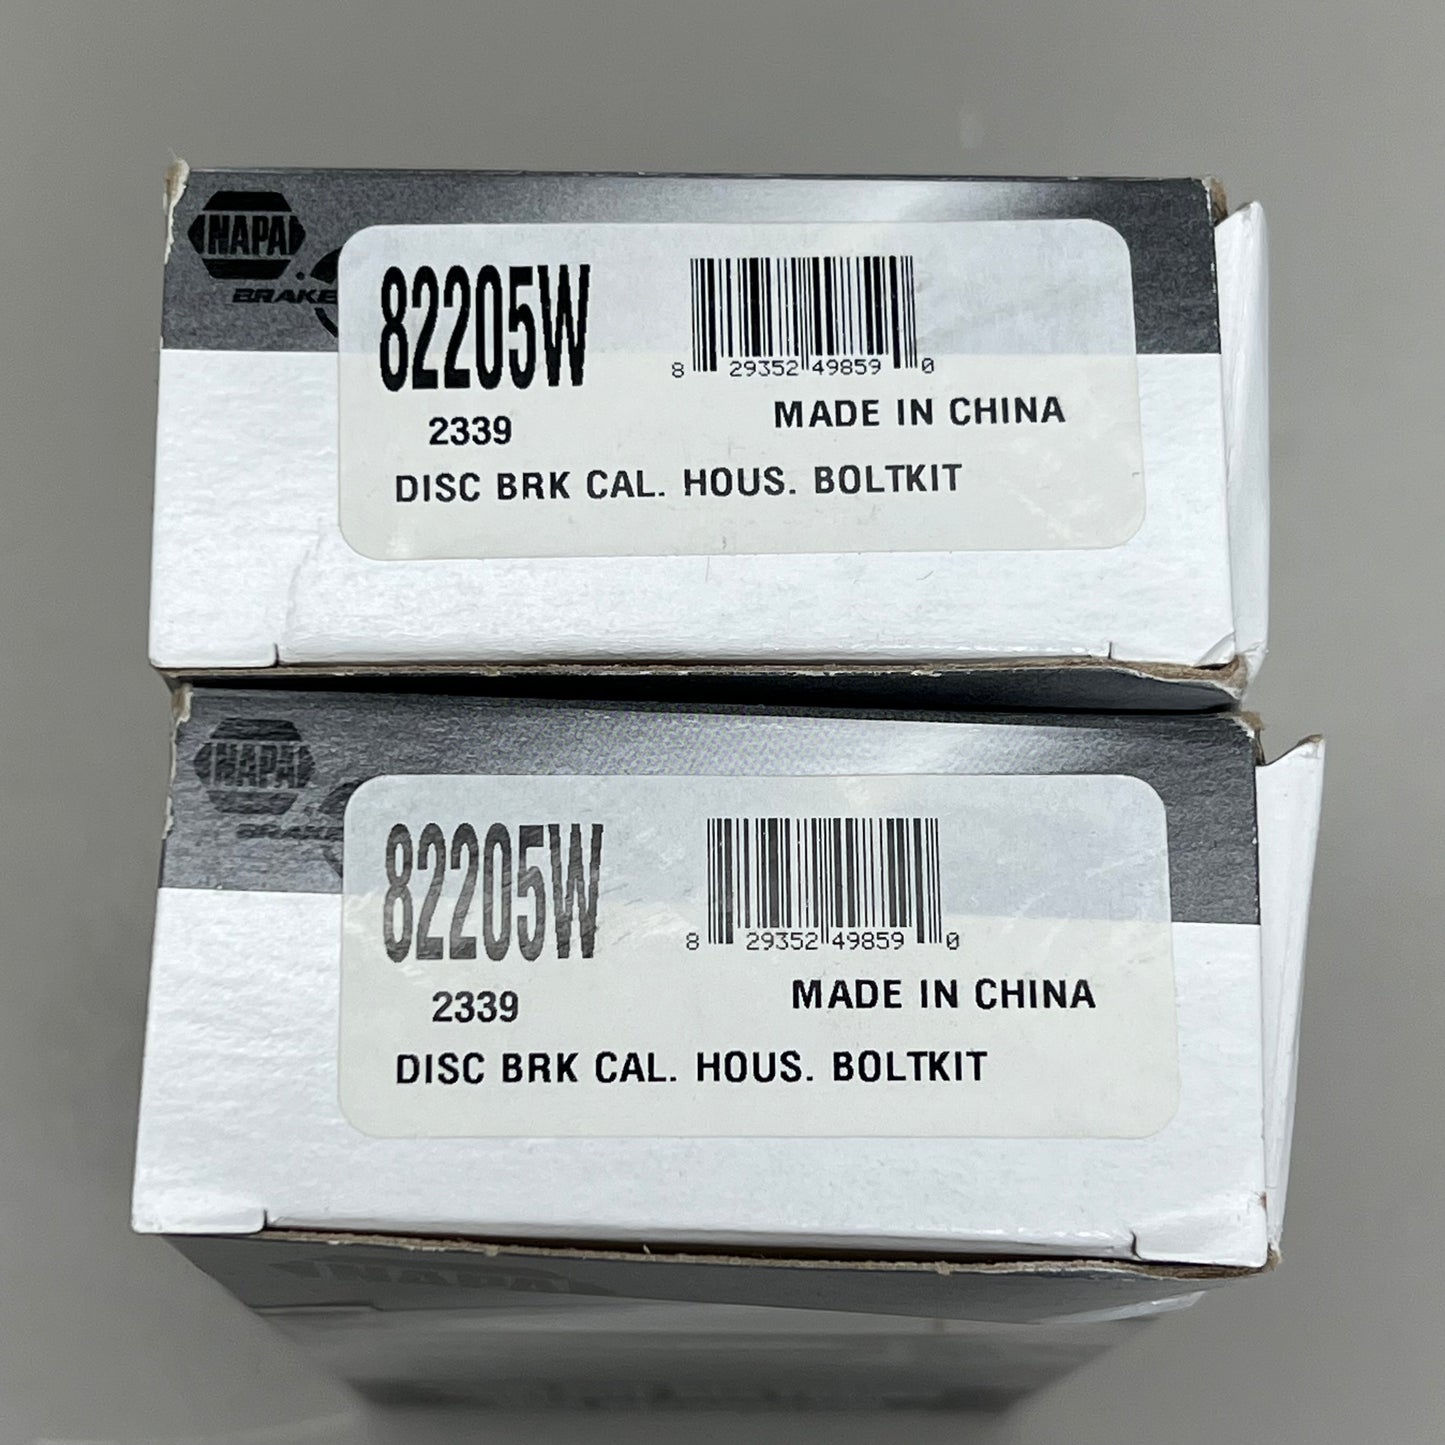 NAPA
BRAKE
82205W
8 29352 49859 0
2339
MADE IN CHINA
DISC BRK CAL. HOUS. BOLTKIT
NAPA
BRAKE
82205W
8 29352 49859 0
2339
MADE IN CHINA
DISC BRK CAL. HOUS. BOLTKIT
NAPA